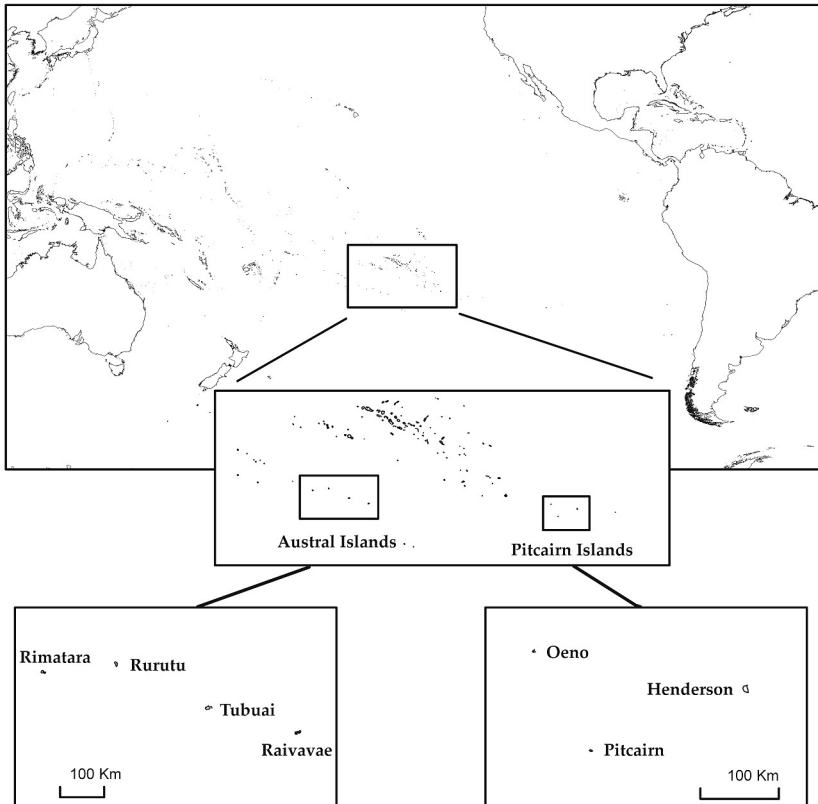 Austral Islands
Pitcairn Islands
Rimatara
Rurutu
Tubuai
Raivavae
100 Km
Oeno
Henderson
Pitcairn
100 Km